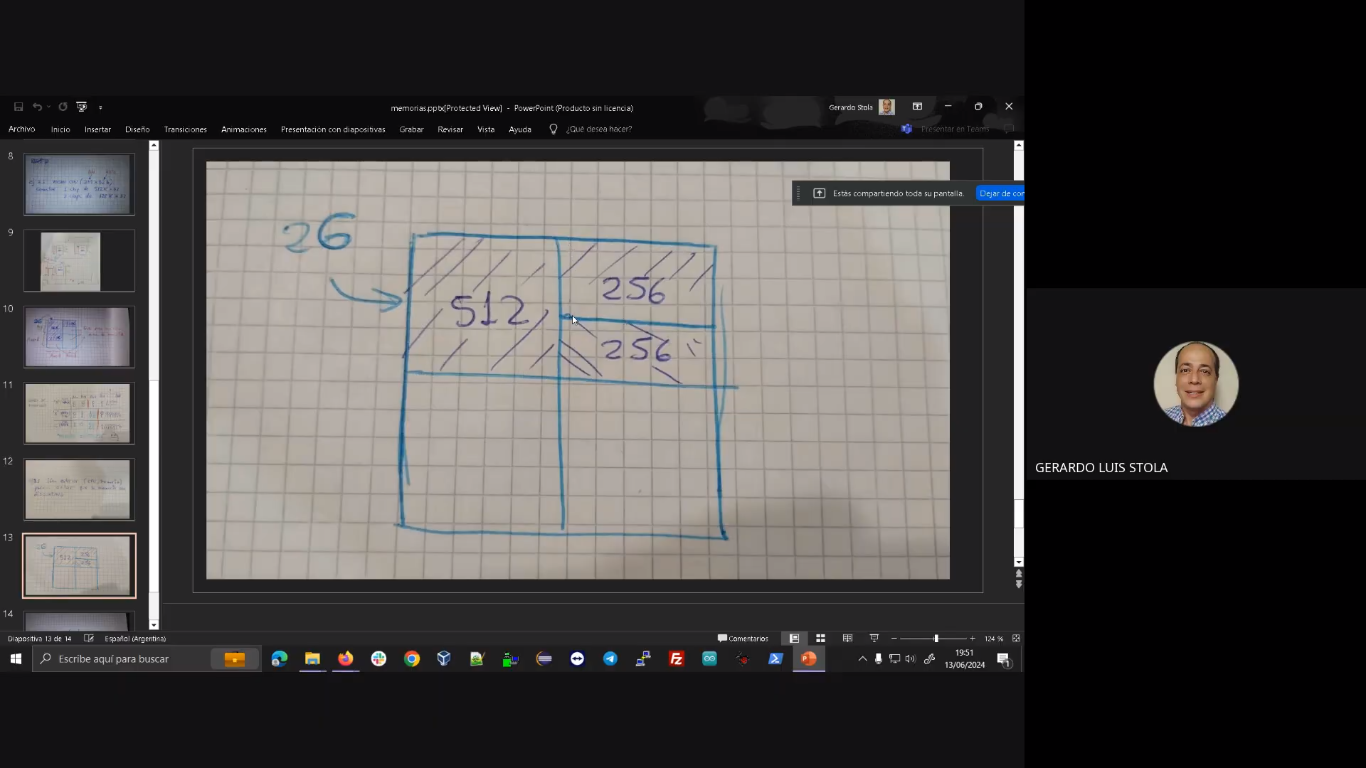 memorias.pptx[Protected View] - PowerPoint (Producto sin licencia)
Gerardo Stola
Archivo
Inicio
Insertar
Diseño
Transiciones
Animaciones
Presentación con diapositivas
Grabar
Revisar
Vista
Ayuda
¿Qué desea hacer?
Presentar en Teams
Estás compartiendo toda su pantalla.
Dejar de con
8
9
10
11
12
13
14
26
512
256
256
GERARDO LUIS STOLA
Diapositiva 13 de 14
Español (Argentina)
Comentarios
124 %
Escribe aquí para buscar
19:51
13/06/2024